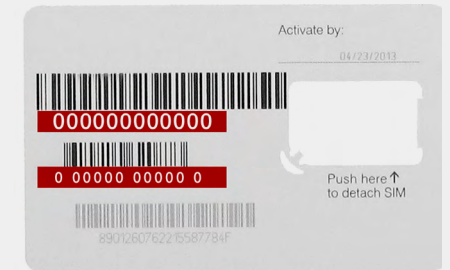 Activate by:
04/23/2013
000000000000
0 00000 00000 0
Push here ↑
to detach SIM
8901260762215587784F